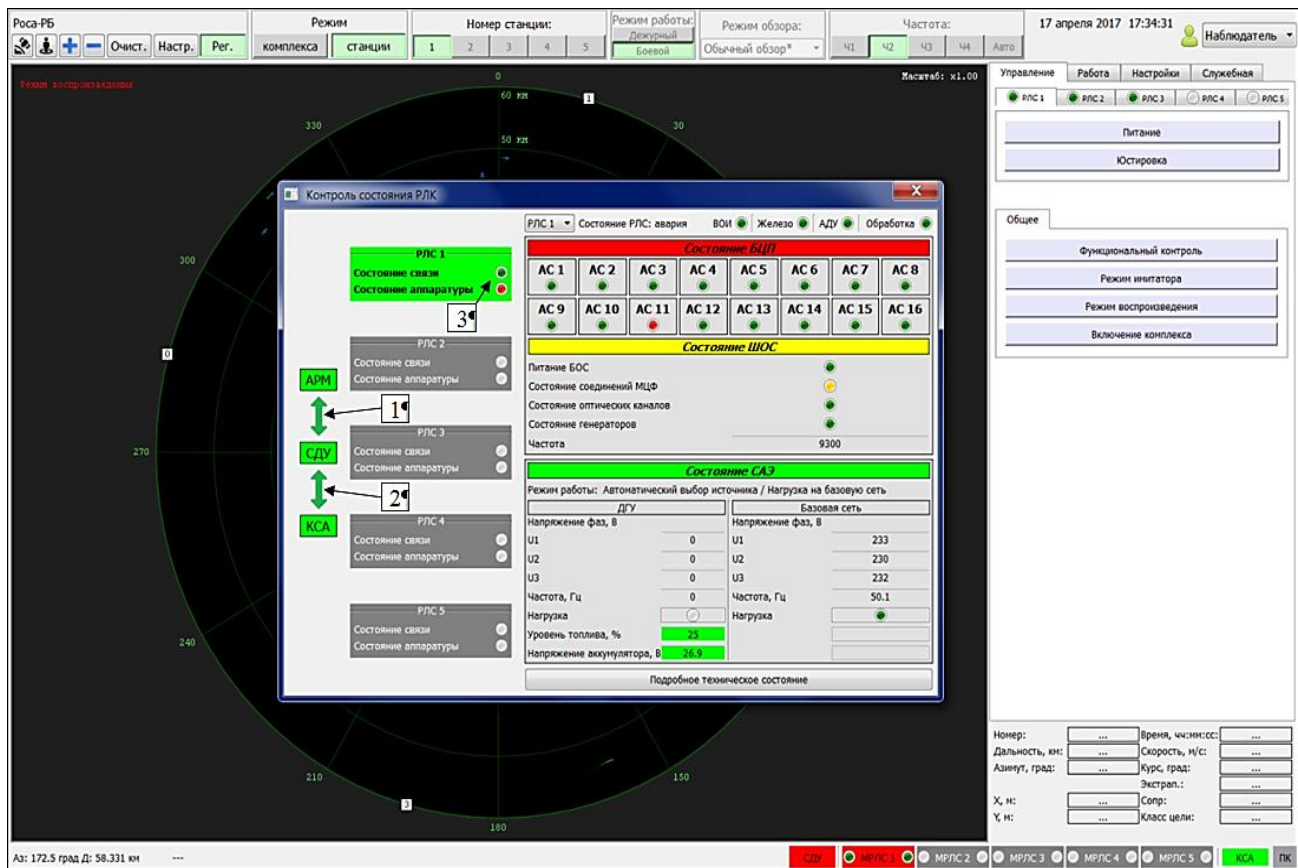 Роса-РБ
Режим
Номер станции:
Режим работы:
Режим обзора:
Частота:
17 апреля 2017 17:34:31
Наблюдатель
Очист. Настр. Рег.
комплекса станции
1 2 3 4 5
Дежурный
Боевой
Обычный обзор*
Ч1 Ч2 Ч3 Ч4 Авто
Режим воспроизведения
Масштаб: x1.00
0
60 км
50 км
1
30
330
300
0
270
240
210
3
180
150
Контроль состояния РЛК
X
РЛС 1
Состояние связи
Состояние аппаратуры
3
РЛС 2
Состояние связи
Состояние аппаратуры
АРМ
1
РЛС 3
Состояние связи
Состояние аппаратуры
СДУ
2
КСА
РЛС 4
Состояние связи
Состояние аппаратуры
РЛС 5
Состояние связи
Состояние аппаратуры
РЛС 1 Состояние РЛС: авария ВОИ Железо АДУ Обработка
Состояние БЦП
АС 1 АС 2 АС 3 АС 4 АС 5 АС 6 АС 7 АС 8
АС 9 АС 10 АС 11 АС 12 АС 13 АС 14 АС 15 АС 16
Состояние ШОС
Питание БОС
Состояние соединений МЦФ
Состояние оптических каналов
Состояние генераторов
Частота 9300
Состояние САЭ
Режим работы: Автоматический выбор источника / Нагрузка на базовую сеть
ДГУ Базовая сеть
Напряжение фаз, В Напряжение фаз, В
U1 0 U1 233
U2 0 U2 230
U3 0 U3 232
Частота, Гц 0 Частота, Гц 50.1
Нагрузка Нагрузка
Уровень топлива, % 25
Напряжение аккумулятора, В 26.9
Подробное техническое состояние
Управление Работа Настройки Служебная
РЛС 1 РЛС 2 РЛС 3 РЛС 4 РЛС 5
Питание
Юстировка
Общее
Функциональный контроль
Режим имитатора
Режим воспроизведения
Включение комплекса
Номер: ... Время, чч:мм:сс: ...
Дальность, км: ... Скорость, м/с: ...
Азимут, град: ... Курс, град: ...
Экстрап.: ...
X, м: ... Сопр: ...
Y, м: ... Класс цели: ...
Аз: 172.5 град Д: 58.331 км ---
СДУ МРЛС 1 МРЛС 2 МРЛС 3 МРЛС 4 МРЛС 5 КСА ПК